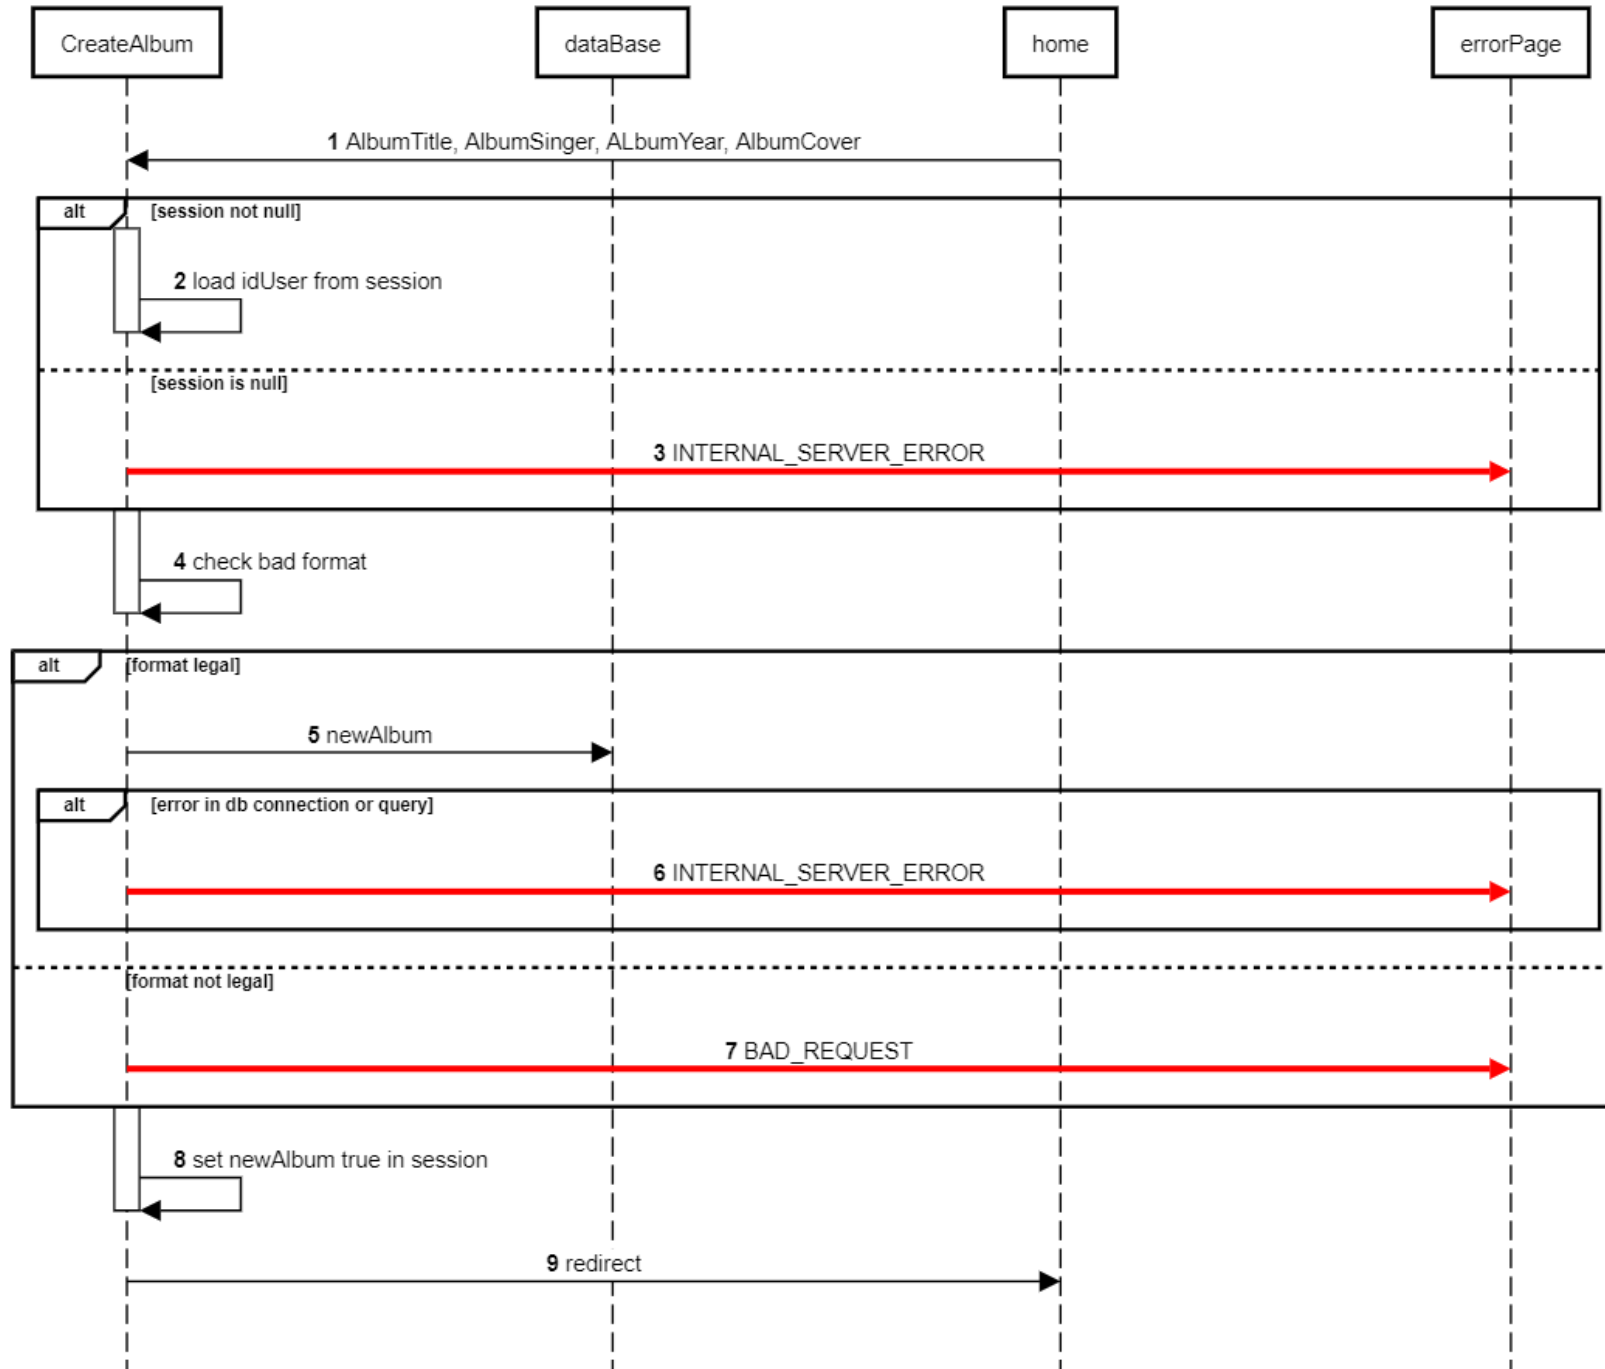 CreateAlbum
dataBase
home
errorPage
1 AlbumTitle, AlbumSinger, ALbumYear, AlbumCover
alt
[session not null]
2 load idUser from session
[session is null]
3 INTERNAL_SERVER_ERROR
4 check bad format
alt
[format legal]
5 newAlbum
alt
[error in db connection or query]
6 INTERNAL_SERVER_ERROR
[format not legal]
7 BAD_REQUEST
8 set newAlbum true in session
9 redirect